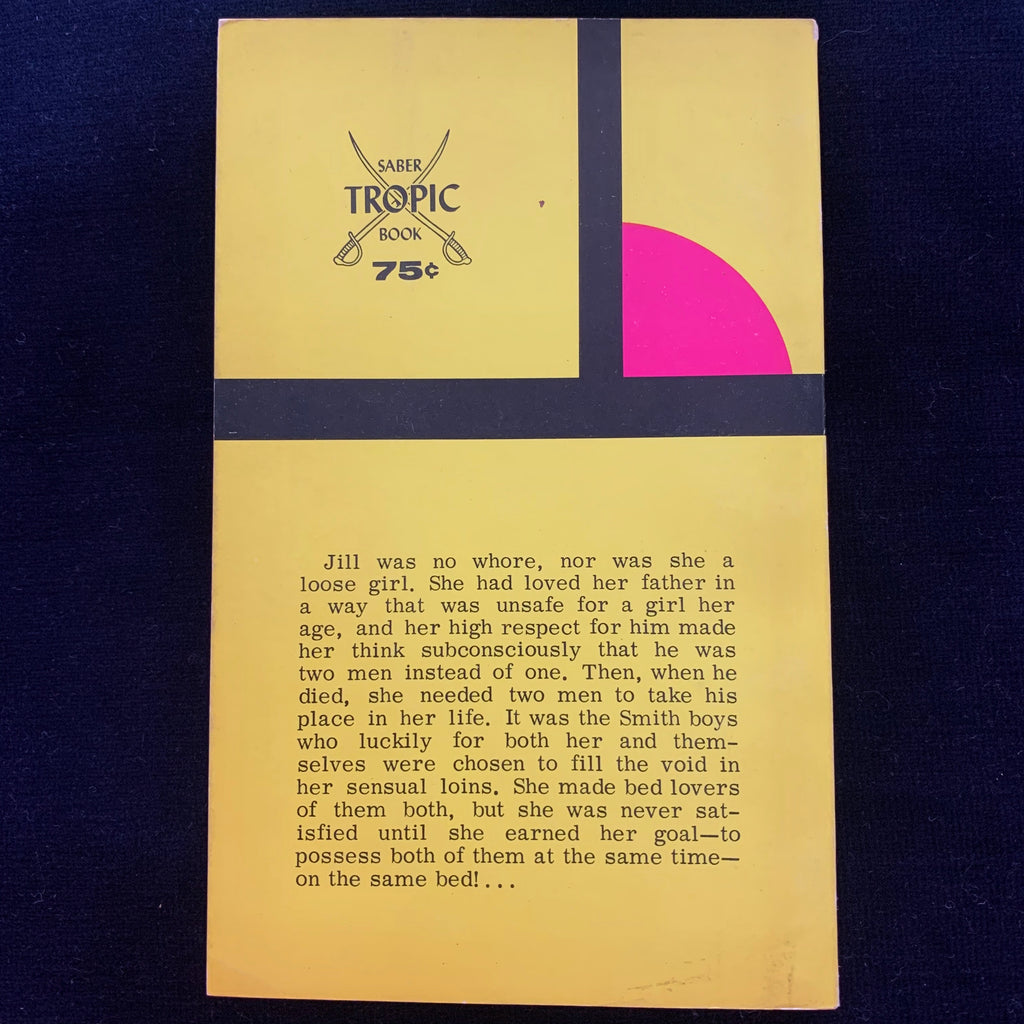 SABER
TROPIC
BOOK
75¢
Jill was no whore, nor was she a
loose girl. She had loved her father in
a way that was unsafe for a girl her
age, and her high respect for him made
her think subconsciously that he was
two men instead of one. Then, when he
died, she needed two men to take his
place in her life. It was the Smith boys
who luckily for both her and them-
selves were chosen to fill the void in
her sensual loins. She made bed lovers
of them both, but she was never sat-
isfied until she earned her goal—to
possess both of them at the same time—
on the same bed!...